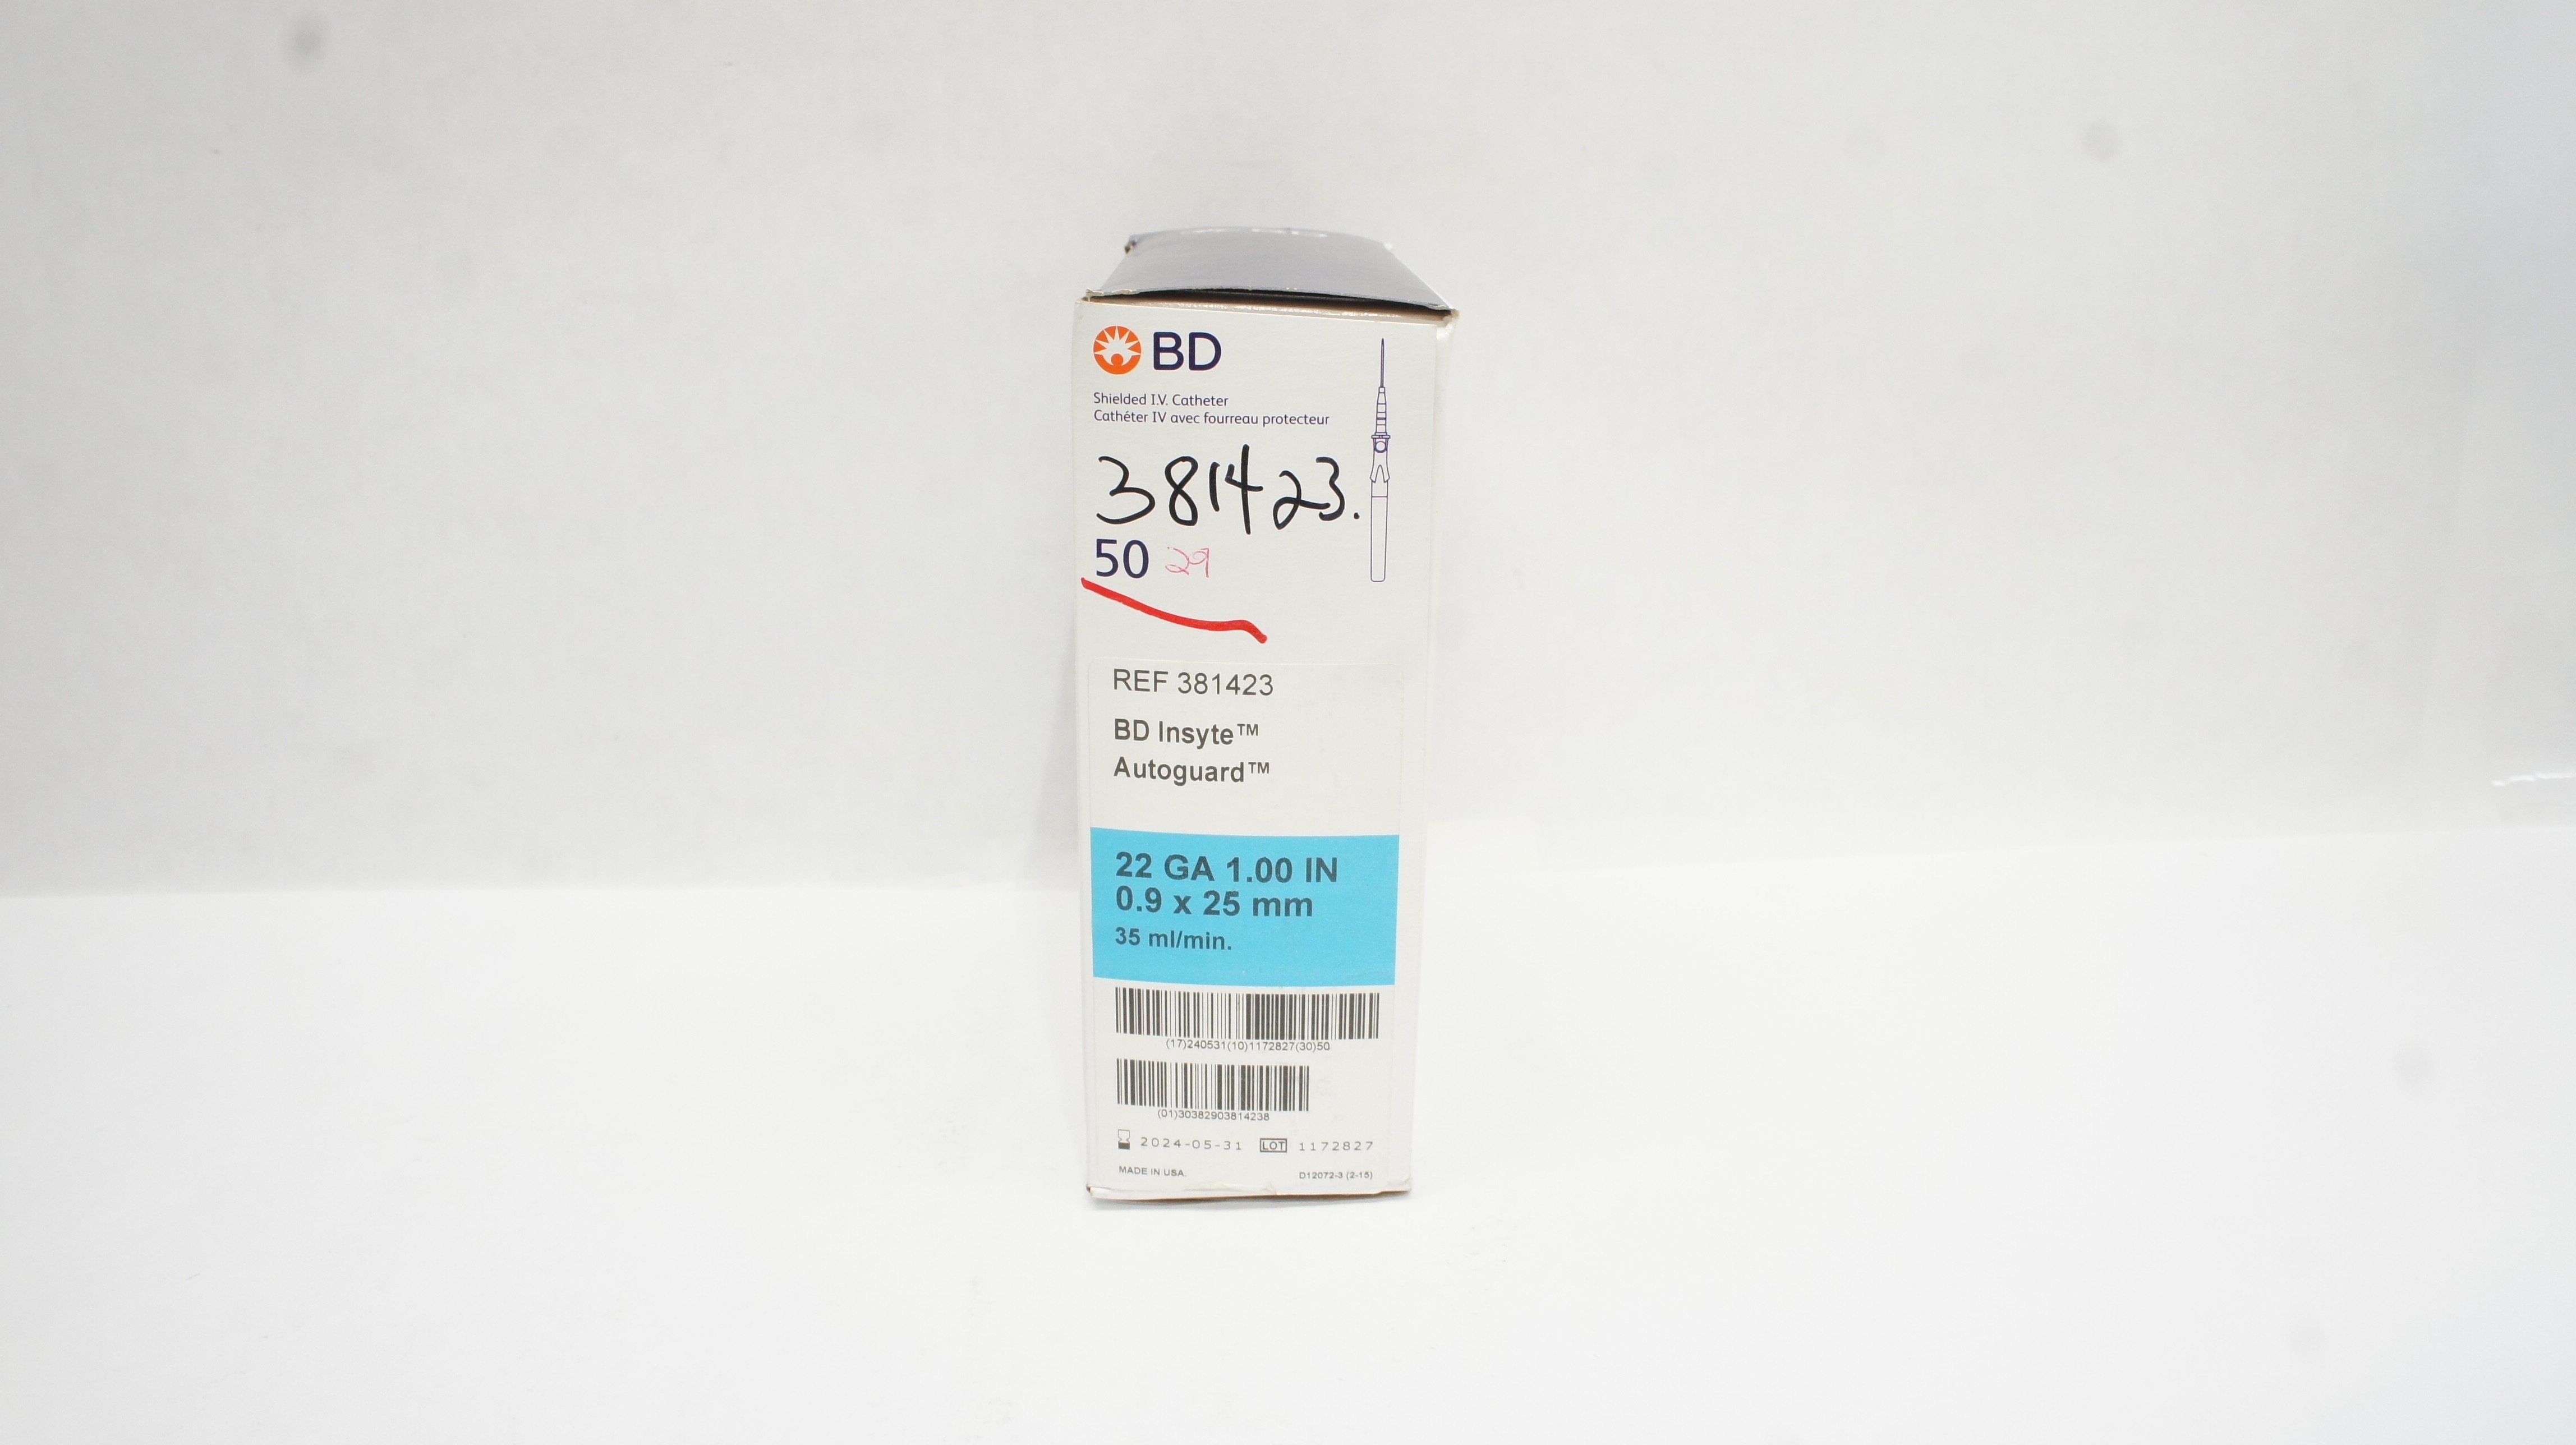 BD
Shielded I.V. Catheter
Cathéter IV avec fourreau protecteur
381423.
50 29
REF 381423
BD Insyte™
Autoguard™
22 GA 1.00 IN
0.9 x 25 mm
35 ml/min.
(17)240531(10)1172827(30)50
(01)30382903814238
2024-05-31 LOT 1172827
MADE IN USA. D12072-3 (2-15)